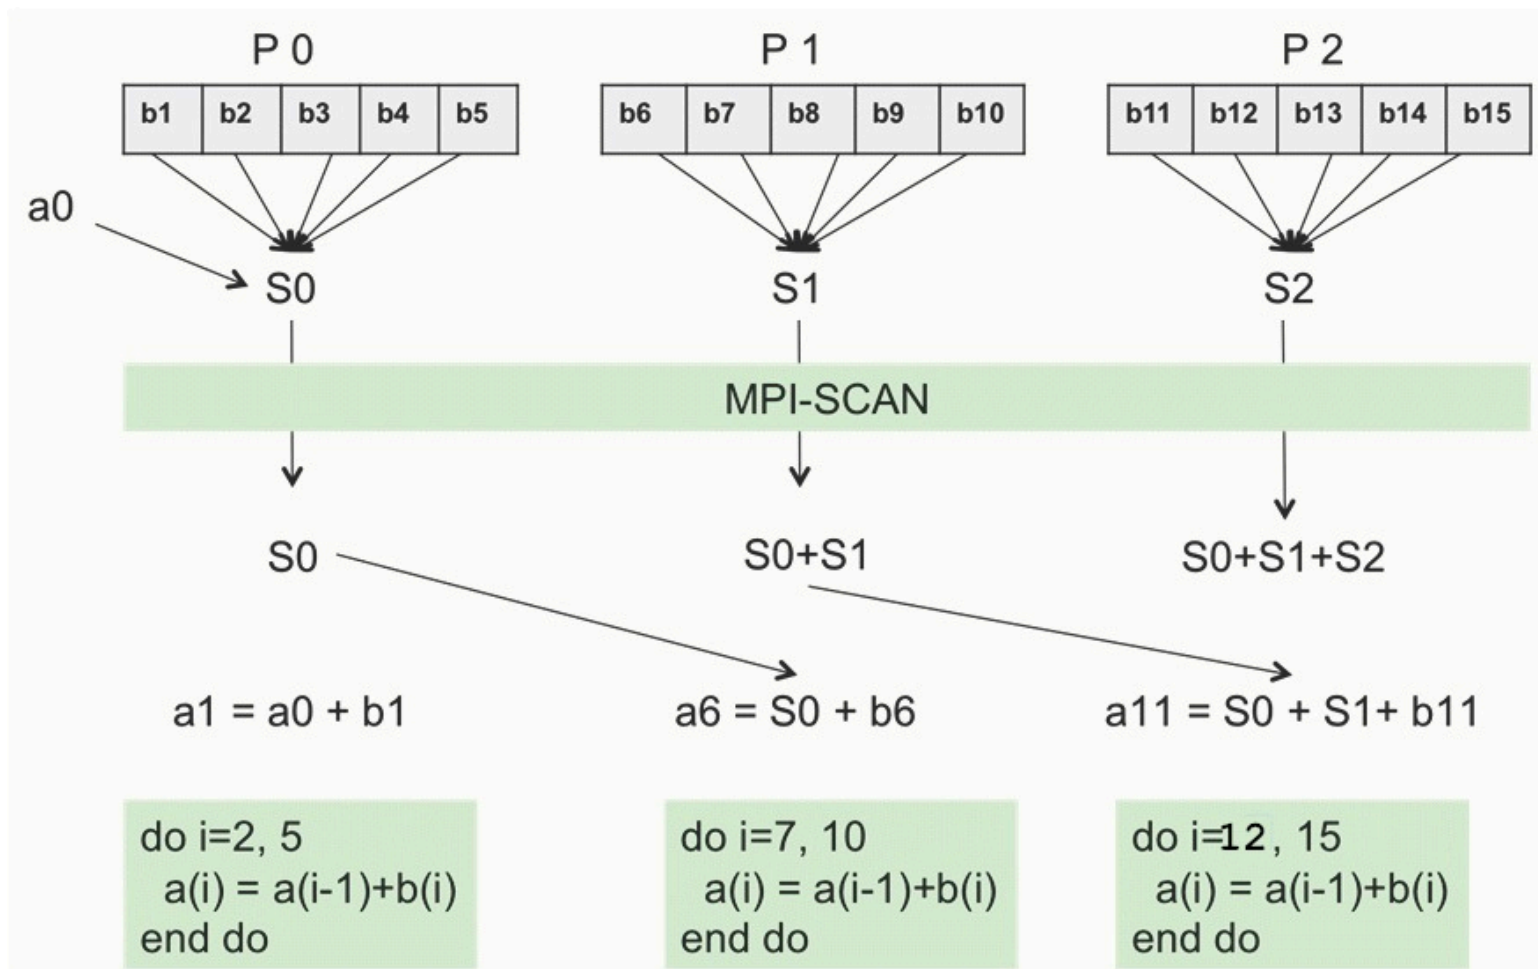 P 0 P 1 P 2
b1 b2 b3 b4 b5 b6 b7 b8 b9 b10 b11 b12 b13 b14 b15
a0
S0 S1 S2
MPI-SCAN
S0 S0+S1 S0+S1+S2
a1 = a0 + b1 a6 = S0 + b6 a11 = S0 + S1+ b11
do i=2, 5
a(i) = a(i-1)+b(i)
end do
do i=7, 10
a(i) = a(i-1)+b(i)
end do
do i=12, 15
a(i) = a(i-1)+b(i)
end do